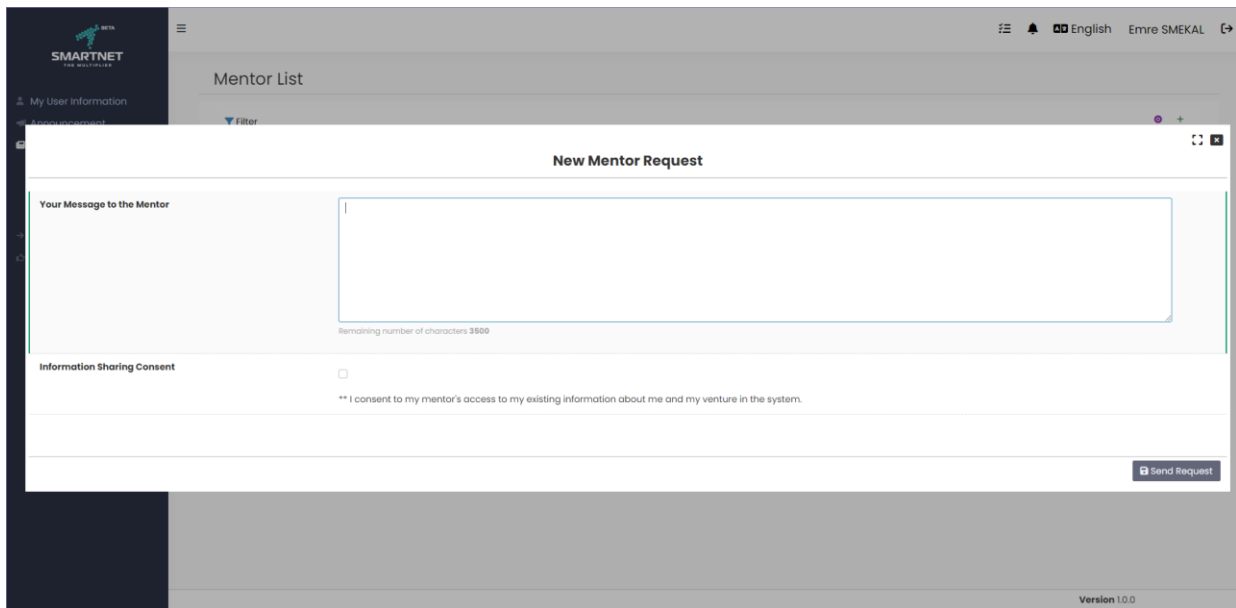 BETA
SMARTNET
THE MULTIPLIER
English
Emre SMEKAL
Mentor List
My User Information
Announcement
Filter
New Mentor Request
Your Message to the Mentor
Remaining number of characters 3500
Information Sharing Consent
** I consent to my mentor's access to my existing information about me and my venture in the system.
Send Request
Version 1.0.0